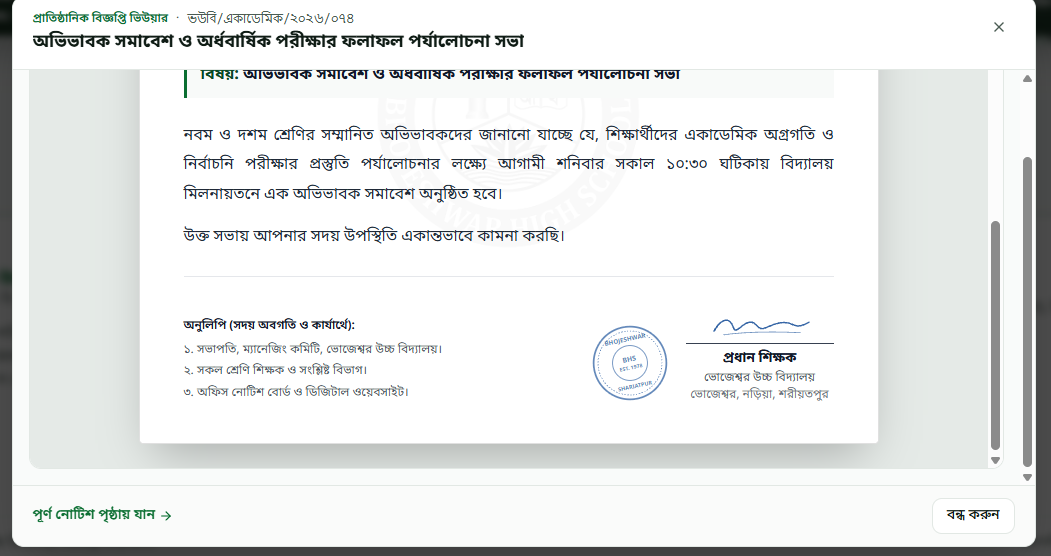 প্রাতিষ্ঠানিক বিজ্ঞপ্তি ভিউয়ার · ভউবি/একাডেমিক/২০২৬/০৭৪
অভিভাবক সমাবেশ ও অর্ধবার্ষিক পরীক্ষার ফলাফল পর্যালোচনা সভা
বিষয়: অভিভাবক সমাবেশ ও অর্ধবার্ষিক পরীক্ষার ফলাফল পর্যালোচনা সভা
নবম ও দশম শ্রেণির সম্মানিত অভিভাবকদের জানানো যাচ্ছে যে, শিক্ষার্থীদের একাডেমিক অগ্রগতি ও
নির্বাচনি পরীক্ষার প্রস্তুতি পর্যালোচনার লক্ষ্যে আগামী শনিবার সকাল ১০:৩০ ঘটিকায় বিদ্যালয়
মিলনায়তনে এক অভিভাবক সমাবেশ অনুষ্ঠিত হবে।
উক্ত সভায় আপনার সদয় উপস্থিতি একান্তভাবে কামনা করছি।
অনুলিপি (সদয় অবগতি ও কার্যার্থে):
১. সভাপতি, ম্যানেজিং কমিটি, ভোজেশ্বর উচ্চ বিদ্যালয়।
২. সকল শ্রেণি শিক্ষক ও সংশ্লিষ্ট বিভাগ।
৩. অফিস নোটিশ বোর্ড ও ডিজিটাল ওয়েবসাইট।
BHOJESHWAR
BHS
SHARIATPUR
প্রধান শিক্ষক
ভোজেশ্বর উচ্চ বিদ্যালয়
ভোজেশ্বর, নড়িয়া, শরীয়তপুর
পূর্ণ নোটিশ পৃষ্ঠায় যান →
বন্ধ করুন